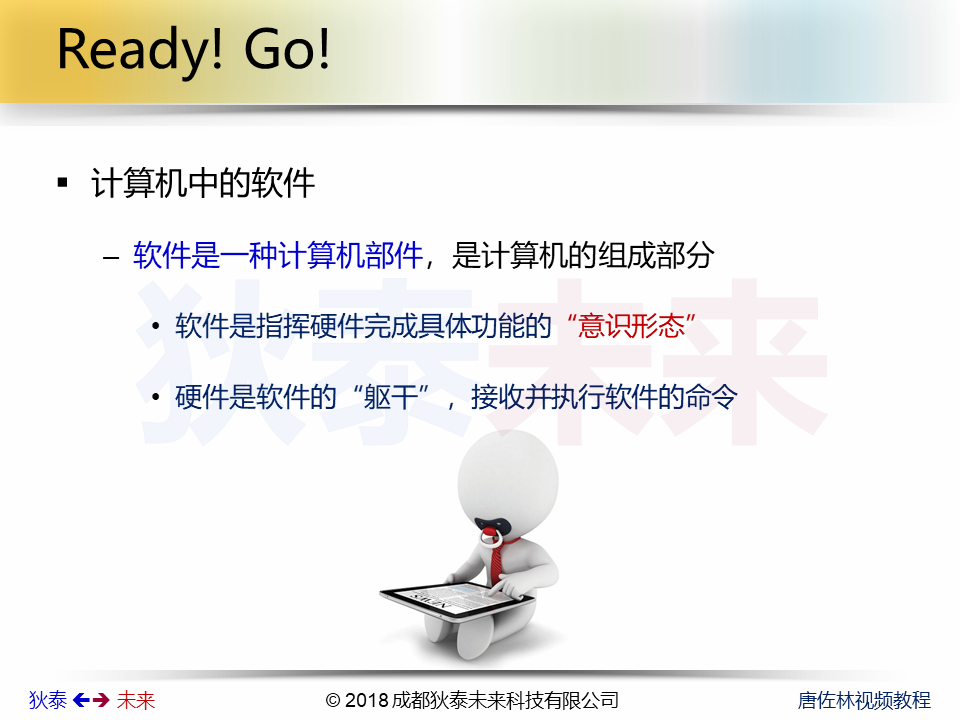 Ready! Go!
计算机中的软件
软件是一种计算机部件，是计算机的组成部分
软件是指挥硬件完成具体功能的“意识形态”
硬件是软件的“躯干”，接收并执行软件的命令
狄泰未来
NEWS
狄泰 未来
© 2018 成都狄泰未来科技有限公司
唐佐林视频教程